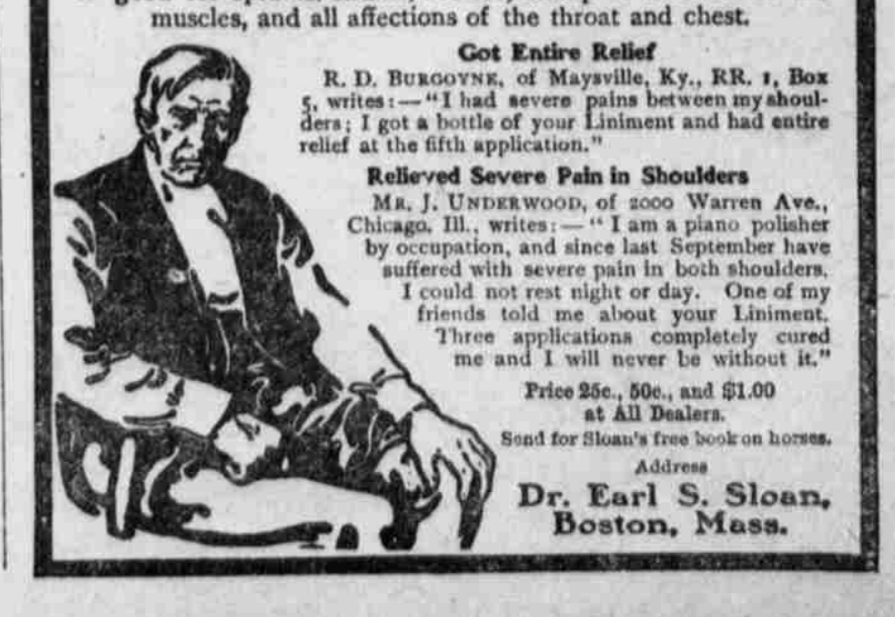 muscles, and all affections of the throat and chest.
Got Entire Relief
R. D. BURGOYNE, of Maysville, Ky., RR. 1, Box
5, writes:—"I had severe pains between my shoul-
ders; I got a bottle of your Liniment and had entire
relief at the fifth application."
Relieved Severe Pain in Shoulders
MR. J. UNDERWOOD, of 2000 Warren Ave.,
Chicago, Ill., writes:—"I am a piano polisher
by occupation, and since last September have
suffered with severe pain in both shoulders.
I could not rest night or day. One of my
friends told me about your Liniment.
Three applications completely cured
me and I will never be without it."
Price 25c., 50c., and $1.00
at All Dealers.
Send for Sloan's free book on horses.
Address
Dr. Earl S. Sloan,
Boston, Mass.